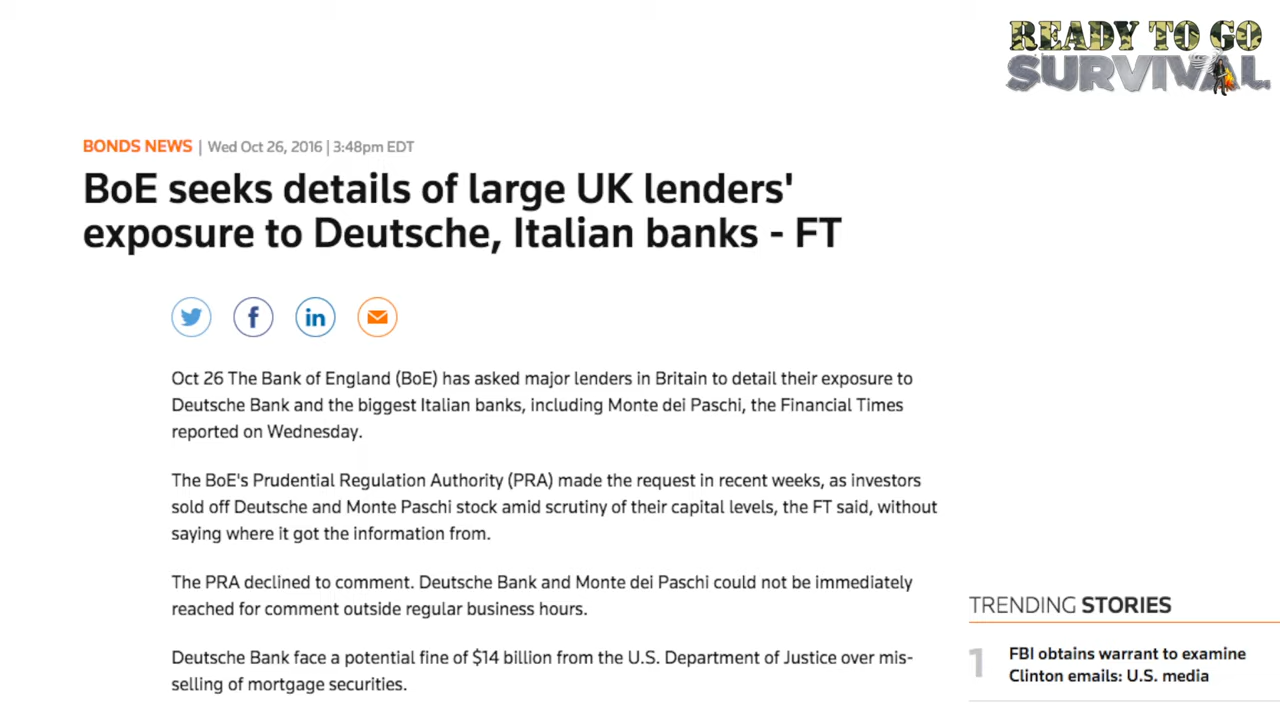 READY TO GO
SURVIVAL
BONDS NEWS | Wed Oct 26, 2016 | 3:48pm EDT
BoE seeks details of large UK lenders'
exposure to Deutsche, Italian banks - FT
Oct 26 The Bank of England (BoE) has asked major lenders in Britain to detail their exposure to
Deutsche Bank and the biggest Italian banks, including Monte dei Paschi, the Financial Times
reported on Wednesday.
The BoE's Prudential Regulation Authority (PRA) made the request in recent weeks, as investors
sold off Deutsche and Monte Paschi stock amid scrutiny of their capital levels, the FT said, without
saying where it got the information from.
The PRA declined to comment. Deutsche Bank and Monte dei Paschi could not be immediately
reached for comment outside regular business hours.
Deutsche Bank face a potential fine of $14 billion from the U.S. Department of Justice over mis-
selling of mortgage securities.
TRENDING STORIES
1 FBI obtains warrant to examine
Clinton emails: U.S. media